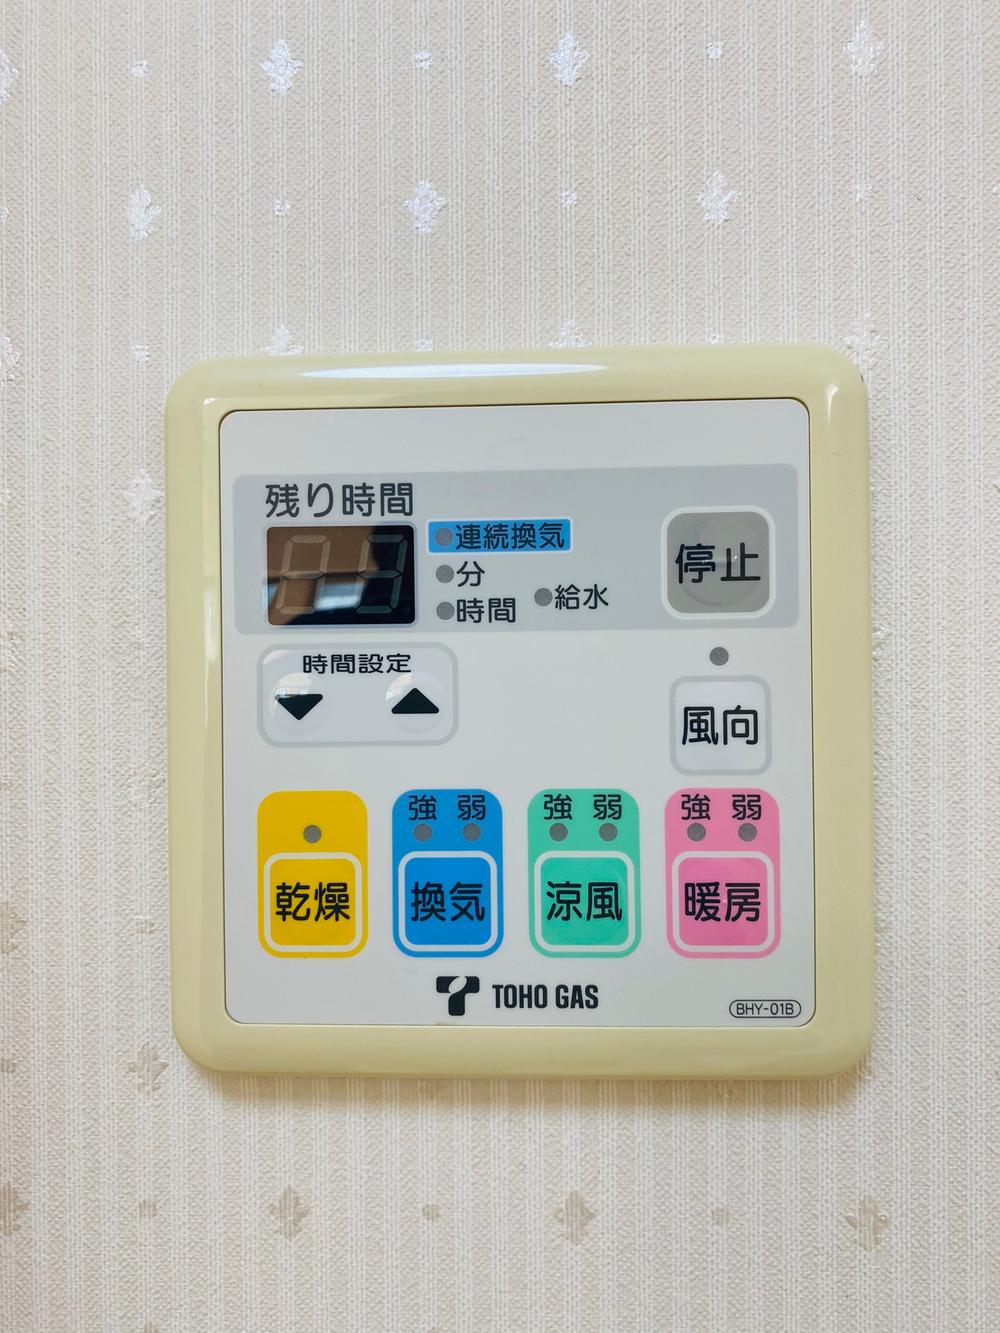 残り時間
連続換気
分
時間
給水
停止
時間設定
風向
強 弱
強 弱
強 弱
乾燥
換気
涼風
暖房
TOHO GAS
BHY-01B